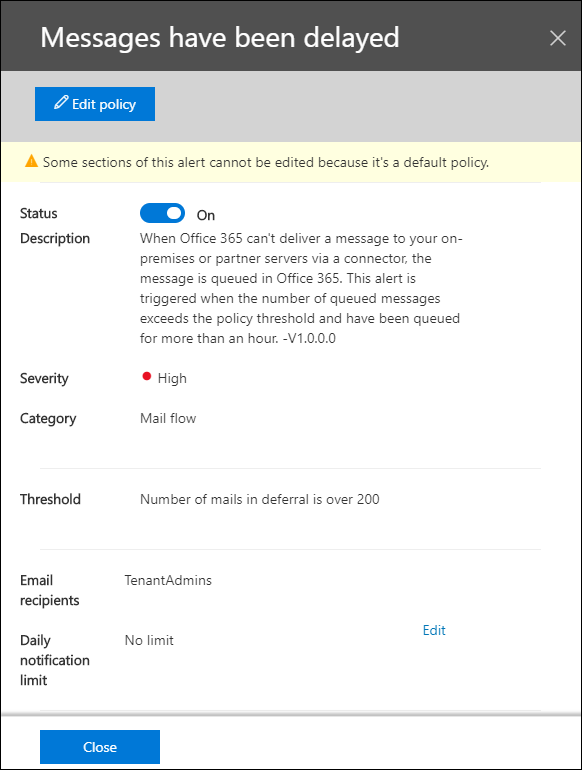 Messages have been delayed
Edit policy
Some sections of this alert cannot be edited because it's a default policy.
Status
On
Description
When Office 365 can't deliver a message to your on-
premises or partner servers via a connector, the
message is queued in Office 365. This alert is
triggered when the number of queued messages
exceeds the policy threshold and have been queued
for more than an hour. -V1.0.0.0
Severity
High
Category
Mail flow
Threshold
Number of mails in deferral is over 200
Email
recipients
TenantAdmins
Daily
notification
limit
No limit
Edit
Close